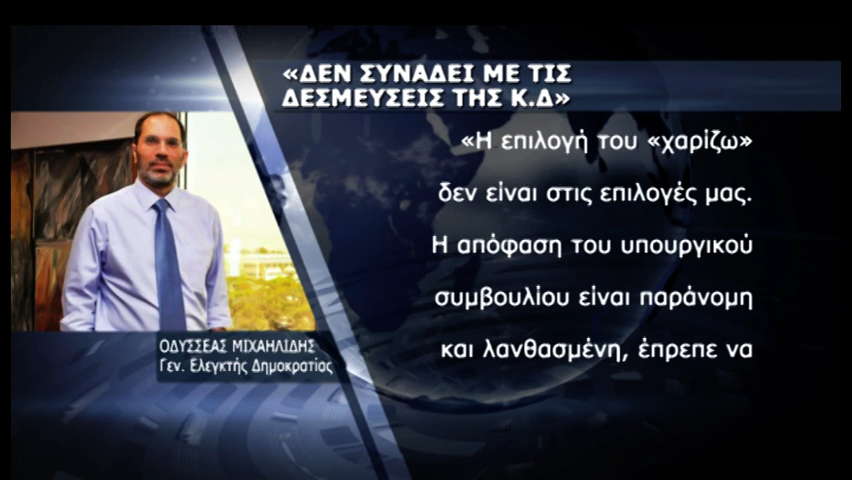 «ΔΕΝ ΣΥΝΑΔΕΙ ΜΕ ΤΙΣ
ΔΕΣΜΕΥΣΕΙΣ ΤΗΣ Κ.Δ»
«Η επιλογή του «χαρίζω»
δεν είναι στις επιλογές μας.
Η απόφαση του υπουργικού
συμβουλίου είναι παράνομη
και λανθασμένη, έπρεπε να
ΟΔΥΣΣΕΑΣ ΜΙΧΑΗΛΙΔΗΣ
Γεν. Ελεγκτής Δημοκρατίας